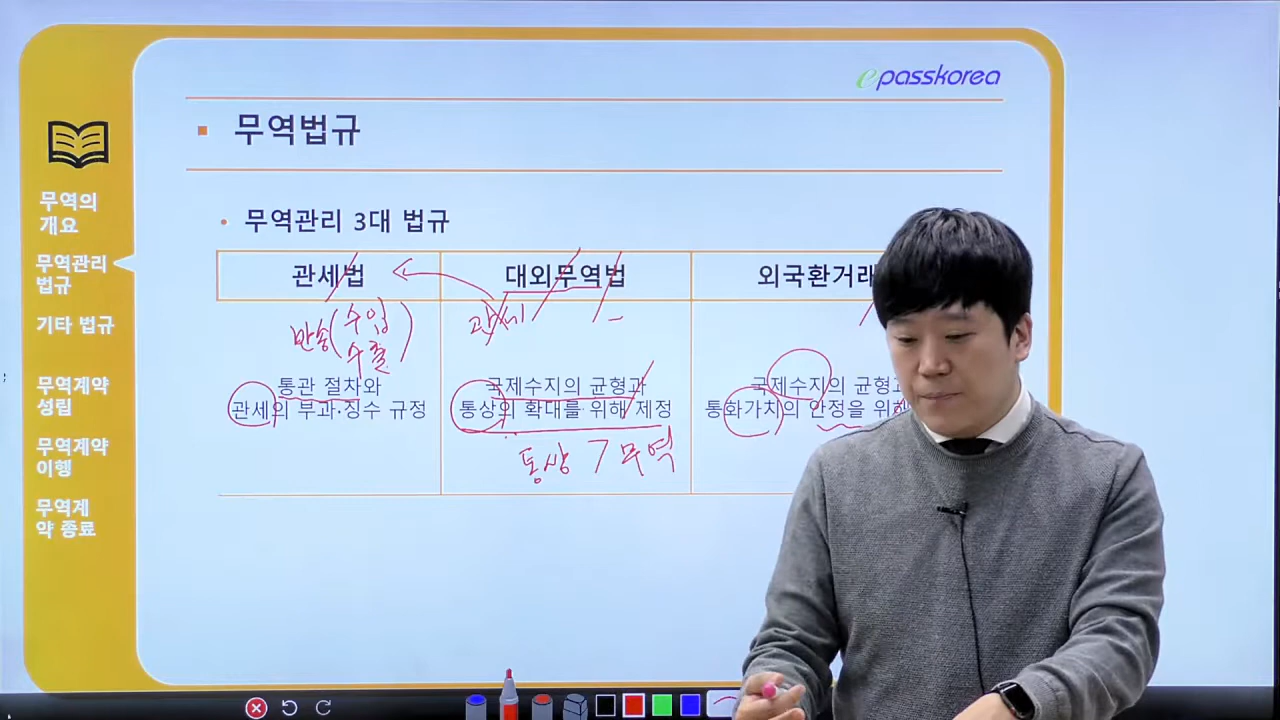 epasskorea
무역법규
무역의
개요
무역관리
법규
기타 법규
무역계약
성립
무역계약
이행
무역계
약 종료
무역관리 3대 법규
관세법
대외무역법
외국환거래
반송(수입
수출)
관세
통관 절차와
관세의 부과·징수 규정
국제수지의 균형과
통상의 확대를 위해 제정
통상 7 무역
국제수지의 균형과
통화가치의 안정을 위해